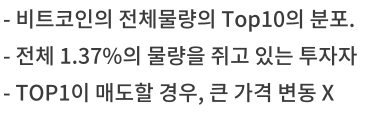 - 비트코인의 전체물량의 Top10의 분포.
- 전체 1.37%의 물량을 쥐고 있는 투자자
- TOP1이 매도할 경우, 큰 가격 변동 X